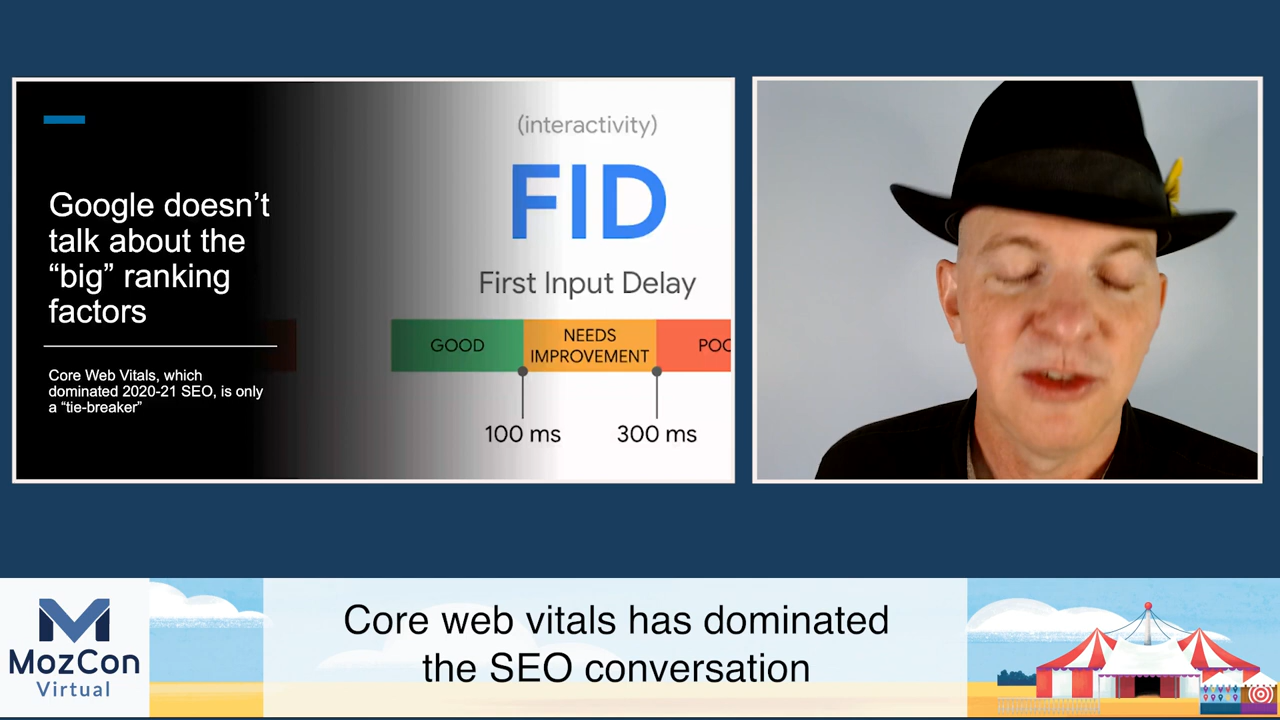 Google doesn’t
talk about the
“big” ranking
factors
Core Web Vitals, which
dominated 2020-21 SEO, is only
a “tie-breaker”
(interactivity)
FID
First Input Delay
GOOD
NEEDS
IMPROVEMENT
POO
100 ms
300 ms
MozCon
Virtual
Core web vitals has dominated
the SEO conversation